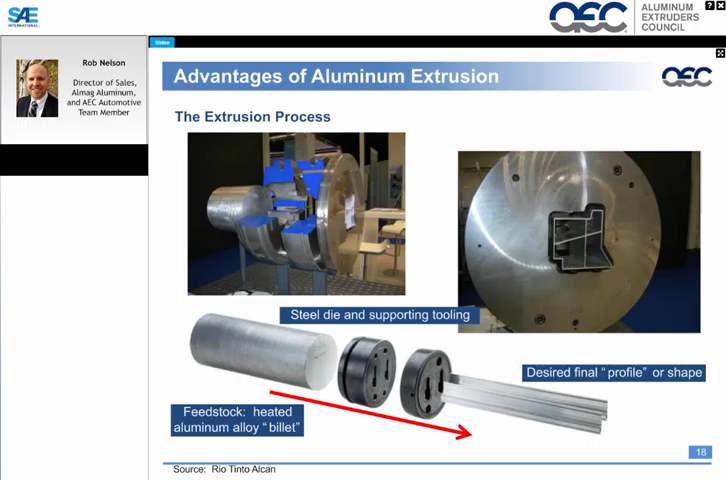 SAE
INTERNATIONAL
AEC
ALUMINUM
EXTRUDERS
COUNCIL
Rob Nelson
Director of Sales,
Almag Aluminum,
and AEC Automotive
Team Member
Slides
Advantages of Aluminum Extrusion
AEC
The Extrusion Process
Steel die and supporting tooling
Desired final “profile” or shape
Feedstock: heated
aluminum alloy “billet”
18
Source: Rio Tinto Alcan